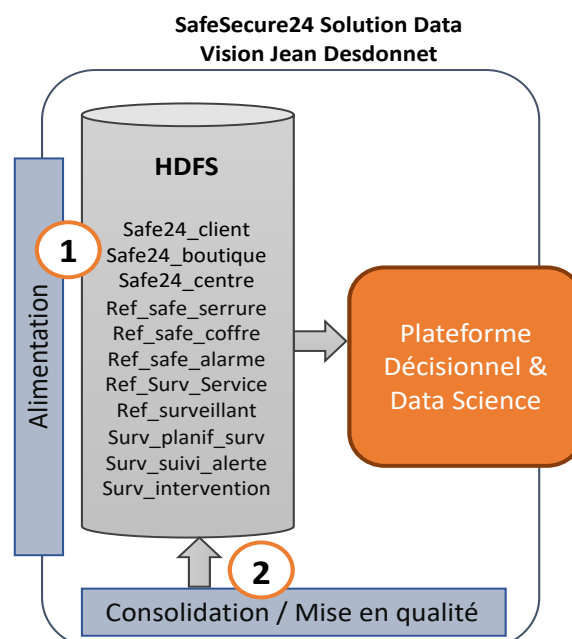 SafeSecure24 Solution Data
Vision Jean Desdonnet
HDFS
Safe24_client
Safe24_boutique
Safe24_centre
Ref_safe_serrure
Ref_safe_coffre
Ref_safe_alarme
Ref_Surv_Service
Ref_surveillant
Surv_planif_surv
Surv_suivi_alerte
Surv_intervention
1
Alimentation
Plateforme
Décisionnel &
Data Science
2
Consolidation / Mise en qualité